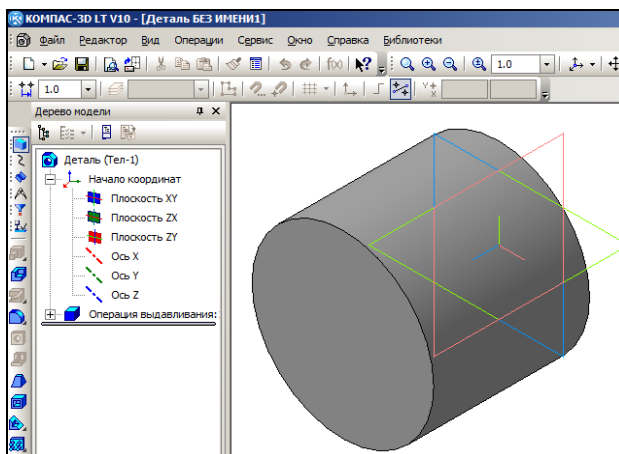 КОМПАС-3D LT V10 - [Деталь БЕЗ ИМЕНИ1]
Файл Редактор Вид Операции Сервис Окно Справка Библиотеки
f(x) 1.0
1.0
Дерево модели
Деталь (Тел-1)
Начало координат
Плоскость XY
Плоскость ZX
Плоскость ZY
Ось X
Ось Y
Ось Z
Операция выдавливания: